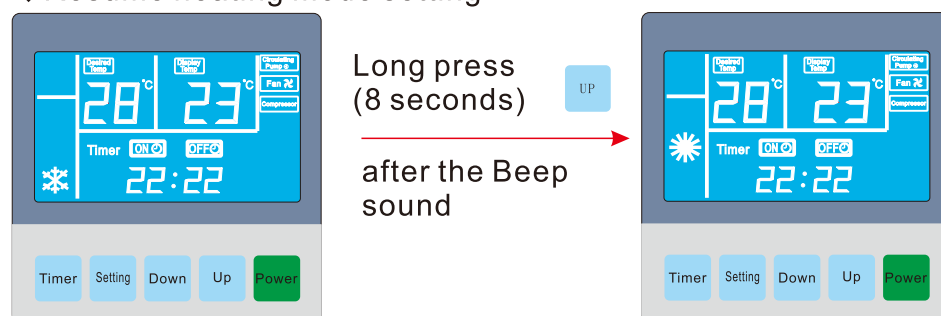 Desired
Temp
28°C
Display
Temp
23°C
Circulating
Pump
Fan
Compressor
Timer ON OFF
22:22
Timer Setting Down Up Power
Long press
(8 seconds) UP
after the Beep
sound
Desired
Temp
28°C
Display
Temp
23°C
Circulating
Pump
Fan
Compressor
Timer ON OFF
22:22
Timer Setting Down Up Power